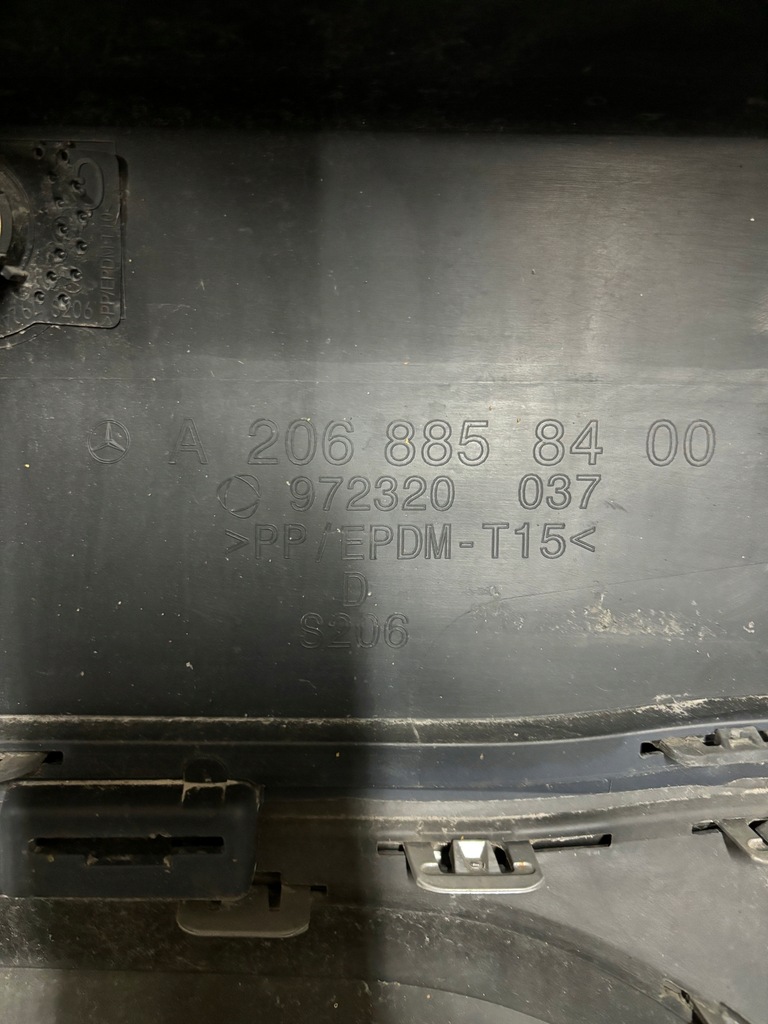 A 206 885 84 00
972320 037
>PP/EPDM-T15<
D
S206